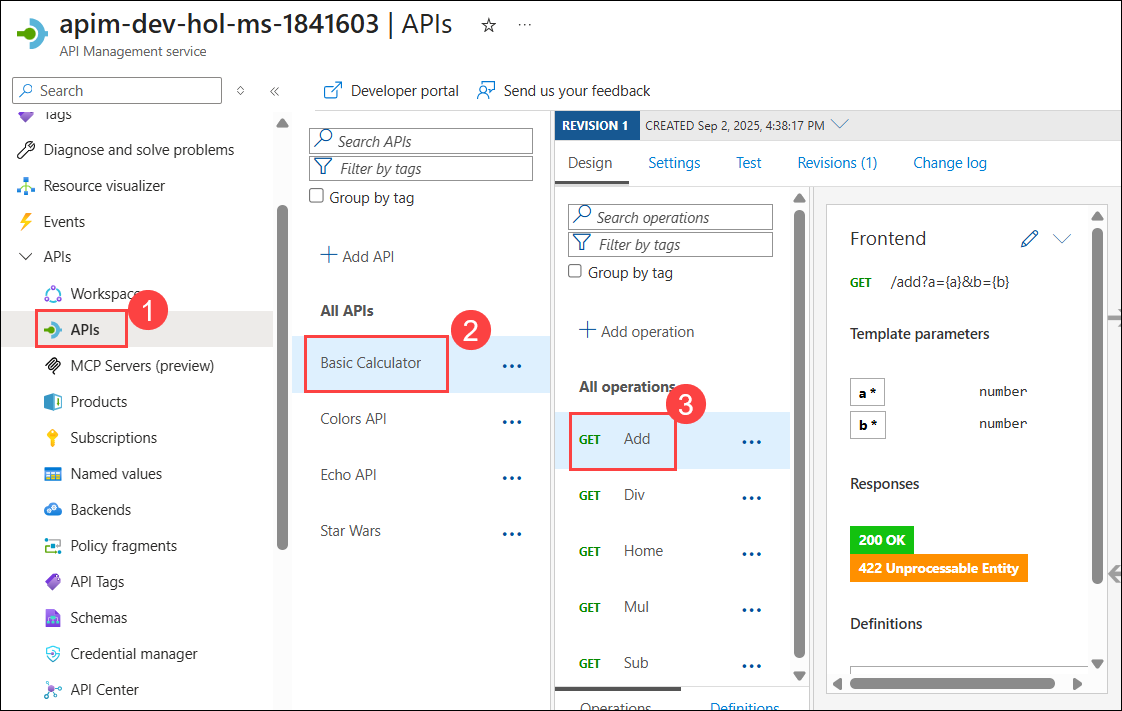 apim-dev-hol-ms-1841603 | APIs
API Management service
Search
Tags
Diagnose and solve problems
Resource visualizer
Events
APIs
Workspace
1
APIs
MCP Servers (preview)
Products
Subscriptions
Named values
Backends
Policy fragments
API Tags
Schemas
Credential manager
API Center
Developer portal
Send us your feedback
Search APIs
Filter by tags
Group by tag
Add API
All APIs
2
Basic Calculator
Colors API
Echo API
Star Wars
REVISION 1
CREATED Sep 2, 2025, 4:38:17 PM
Design Settings Test Revisions (1) Change log
Search operations
Filter by tags
Group by tag
Add operation
All operations
3
GET Add
GET Div
GET Home
GET Mul
GET Sub
Operations Definitions
Frontend
GET /add?a={a}&b={b}
Template parameters
a * number
b * number
Responses
200 OK
422 Unprocessable Entity
Definitions